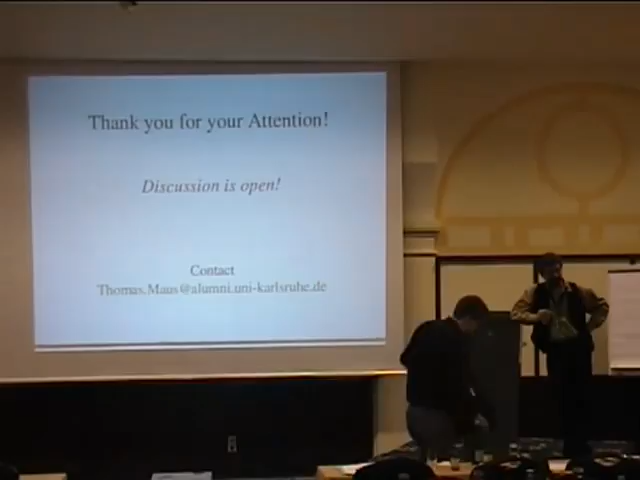 Thank you for your Attention!
Discussion is open!
Contact
Thomas.Maus@alumni.uni-karlsruhe.de